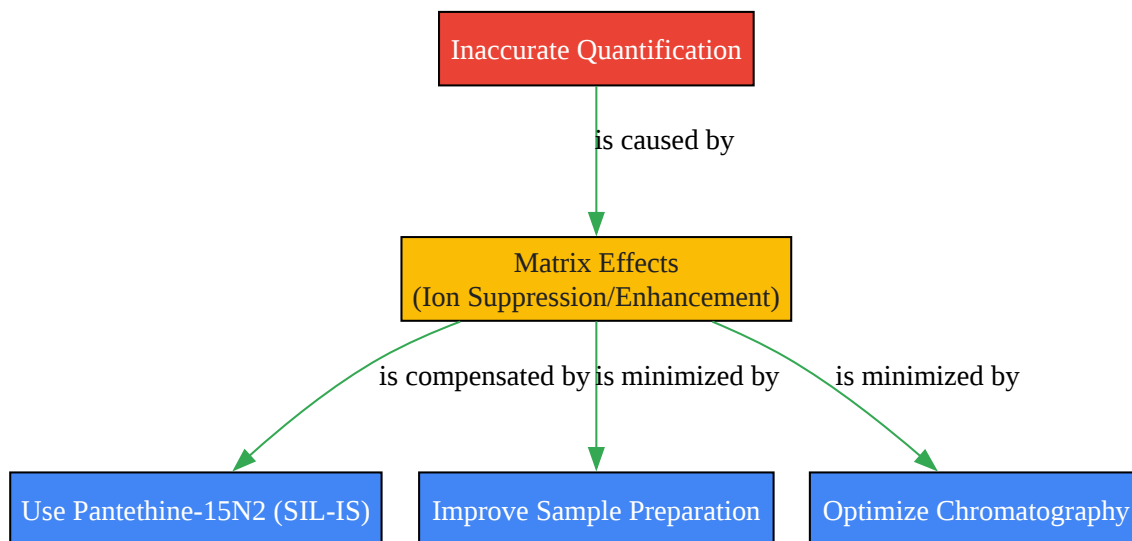 Inaccurate Quantification
is caused by
Matrix Effects
(Ion Suppression/Enhancement)
is compensated by
is minimized by
is minimized by
Use Pantethine-15N2 (SIL-IS)
Improve Sample Preparation
Optimize Chromatography